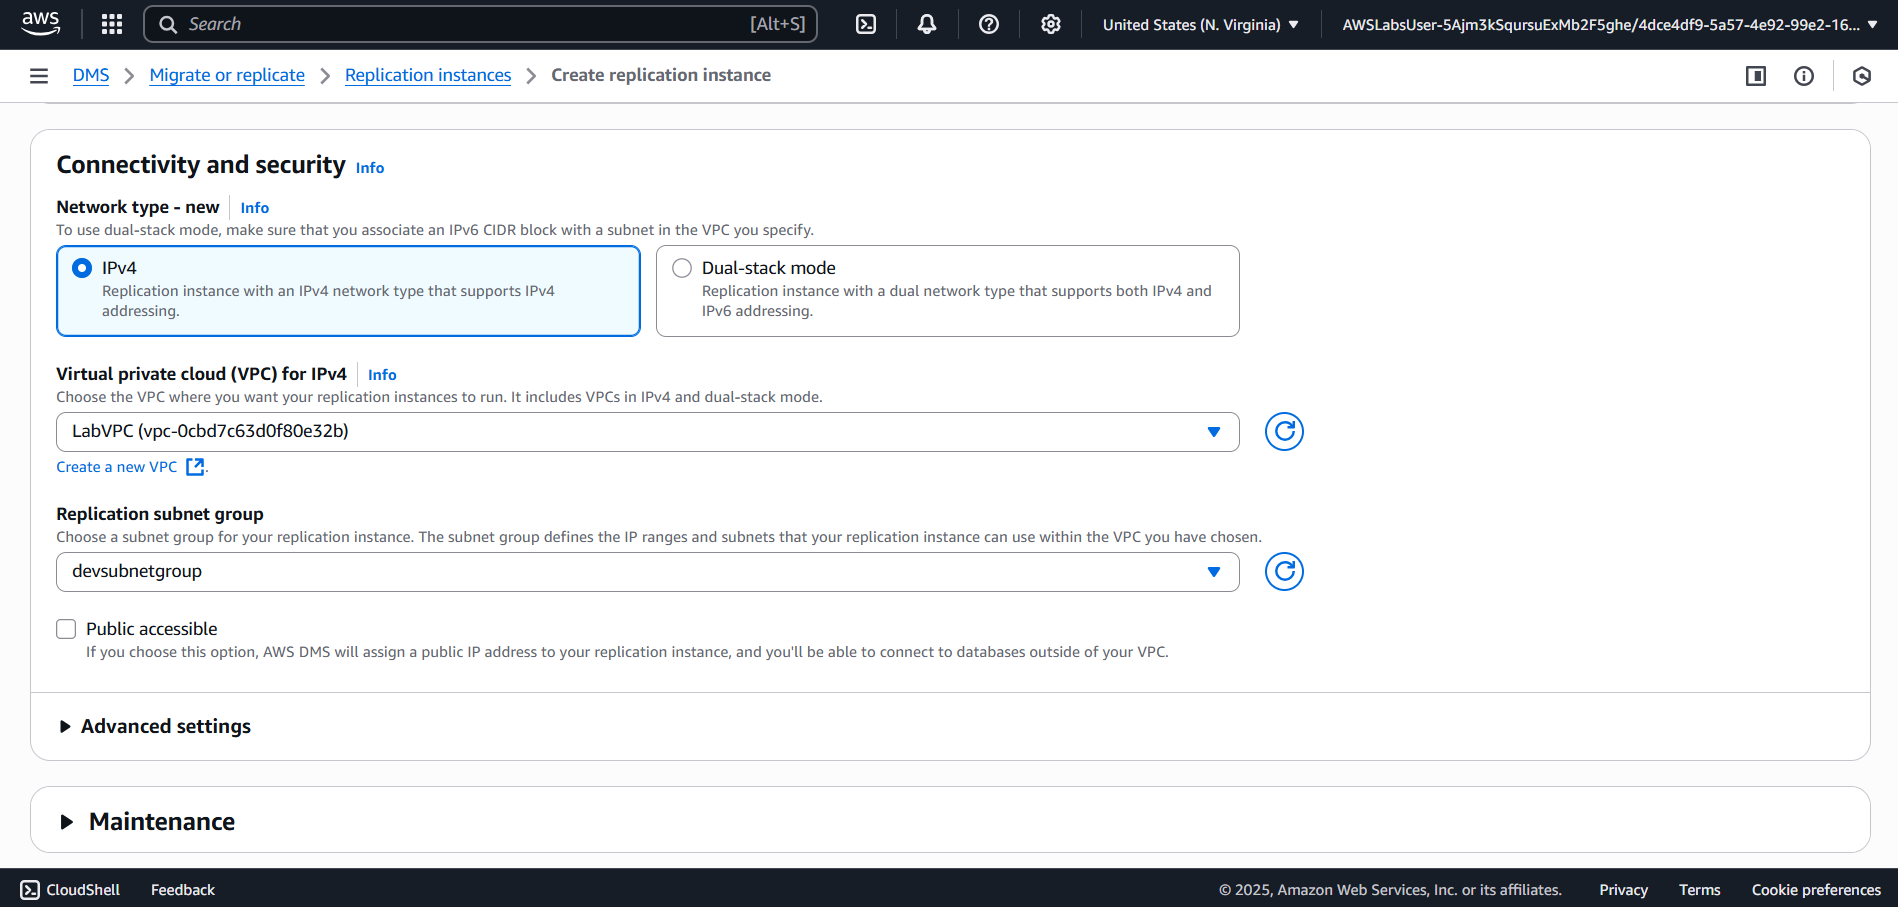 aws
Search [Alt+S]
United States (N. Virginia)
AWSLabsUser-5Ajm3kSqursuExMb2F5ghe/4dce4df9-5a57-4e92-99e2-16...
DMS > Migrate or replicate > Replication instances > Create replication instance
Connectivity and security Info
Network type - new Info
To use dual-stack mode, make sure that you associate an IPv6 CIDR block with a subnet in the VPC you specify.
IPv4
Replication instance with an IPv4 network type that supports IPv4
addressing.
Dual-stack mode
Replication instance with a dual network type that supports both IPv4 and
IPv6 addressing.
Virtual private cloud (VPC) for IPv4 Info
Choose the VPC where you want your replication instances to run. It includes VPCs in IPv4 and dual-stack mode.
LabVPC (vpc-0cbd7c63d0f80e32b)
Create a new VPC .
Replication subnet group
Choose a subnet group for your replication instance. The subnet group defines the IP ranges and subnets that your replication instance can use within the VPC you have chosen.
devsubnetgroup
Public accessible
If you choose this option, AWS DMS will assign a public IP address to your replication instance, and you'll be able to connect to databases outside of your VPC.
Advanced settings
Maintenance
CloudShell Feedback © 2025, Amazon Web Services, Inc. or its affiliates. Privacy Terms Cookie preferences